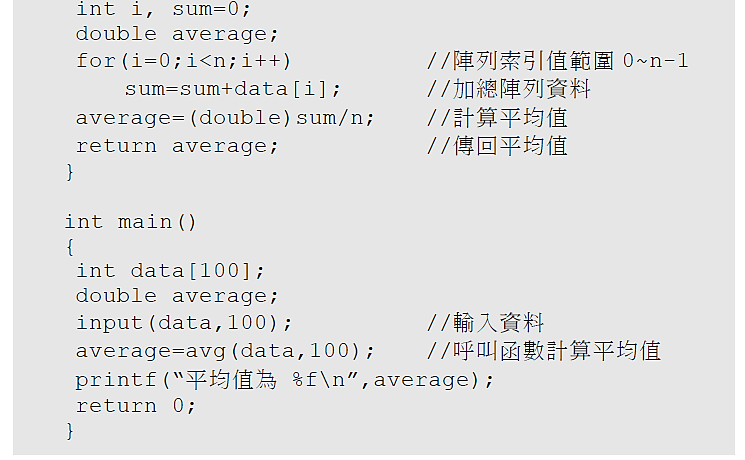 int i, sum=0;
double average;
for(i=0;i<n;i++) //陣列索引值範圍 0~n-1
sum=sum+data[i]; //加總陣列資料
average=(double)sum/n; //計算平均值
return average; //傳回平均值
}
int main()
{
int data[100];
double average;
input(data,100); //輸入資料
average=avg(data,100); //呼叫函數計算平均值
printf(“平均值為 %f\n”,average);
return 0;
}